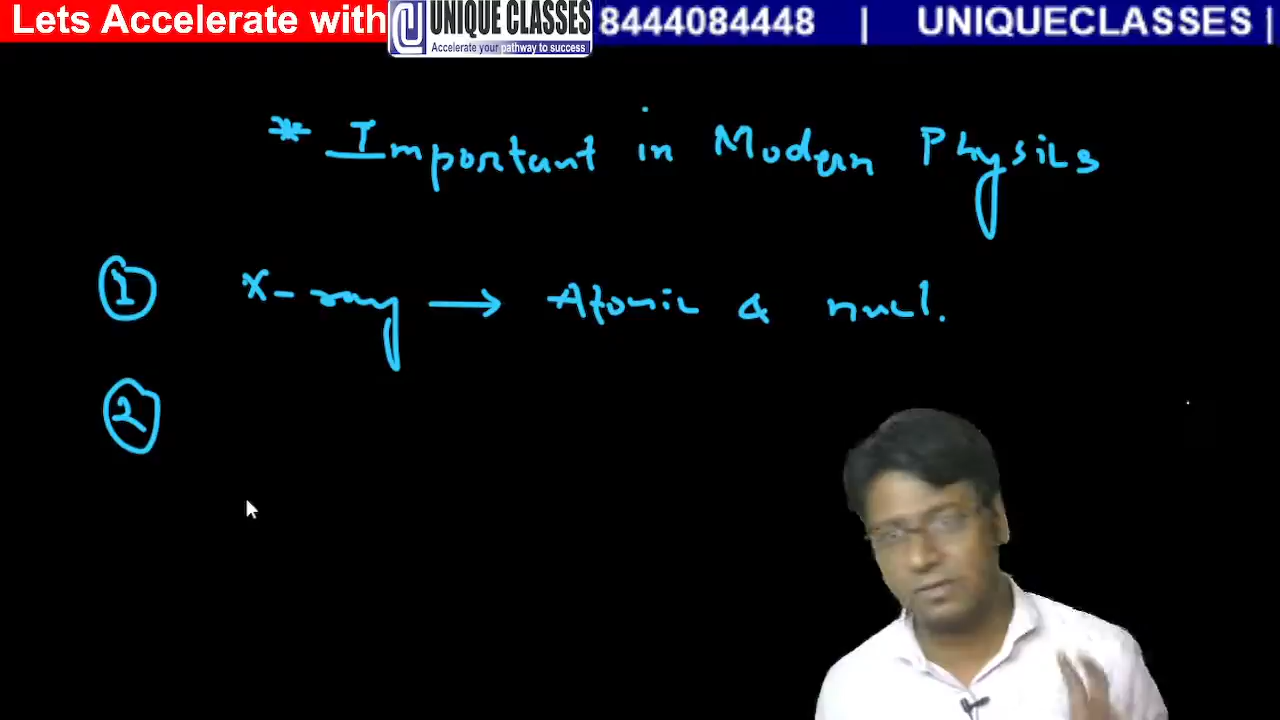 Lets Accelerate with UNIQUE CLASSES 8444084448 | UNIQUECLASSES |
Accelerate your pathway to success
* Important in Modern Physics
1 X-ray → Atomic & nucl.
2